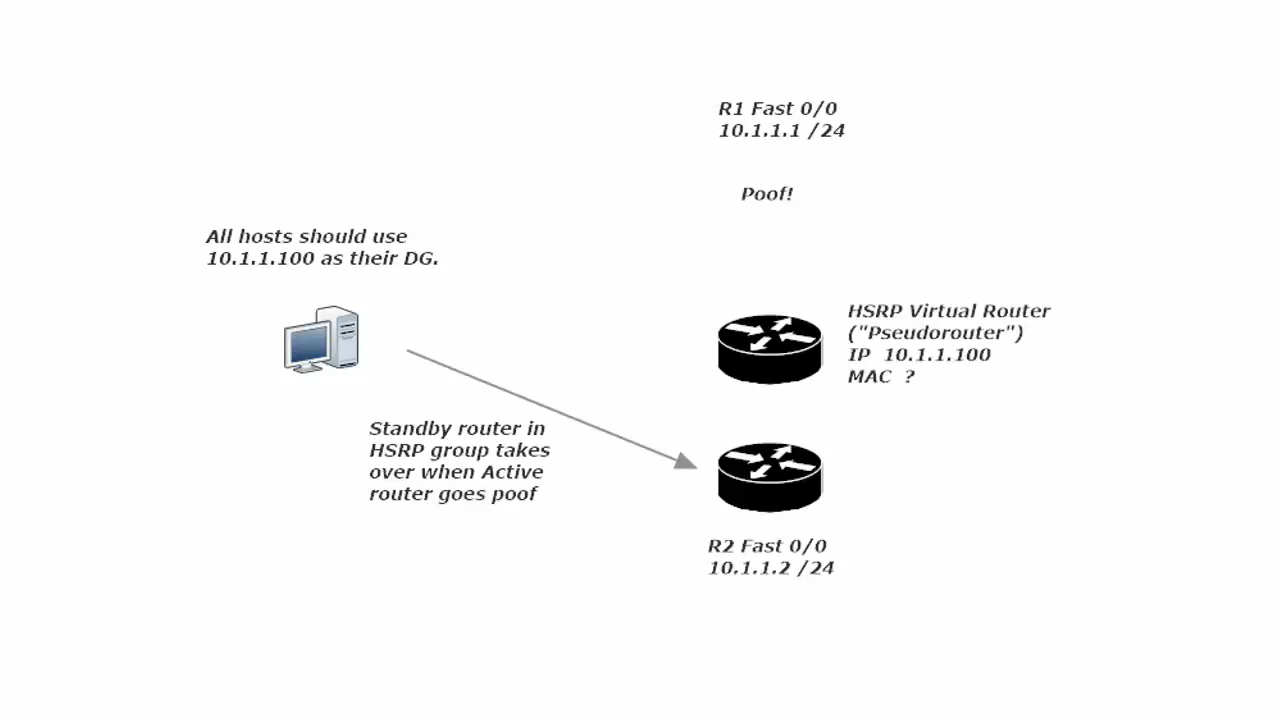 R1 Fast 0/0
10.1.1.1 /24
Poof!
All hosts should use
10.1.1.100 as their DG.
HSRP Virtual Router
("Pseudorouter")
IP 10.1.1.100
MAC ?
Standby router in
HSRP group takes
over when Active
router goes poof
R2 Fast 0/0
10.1.1.2 /24